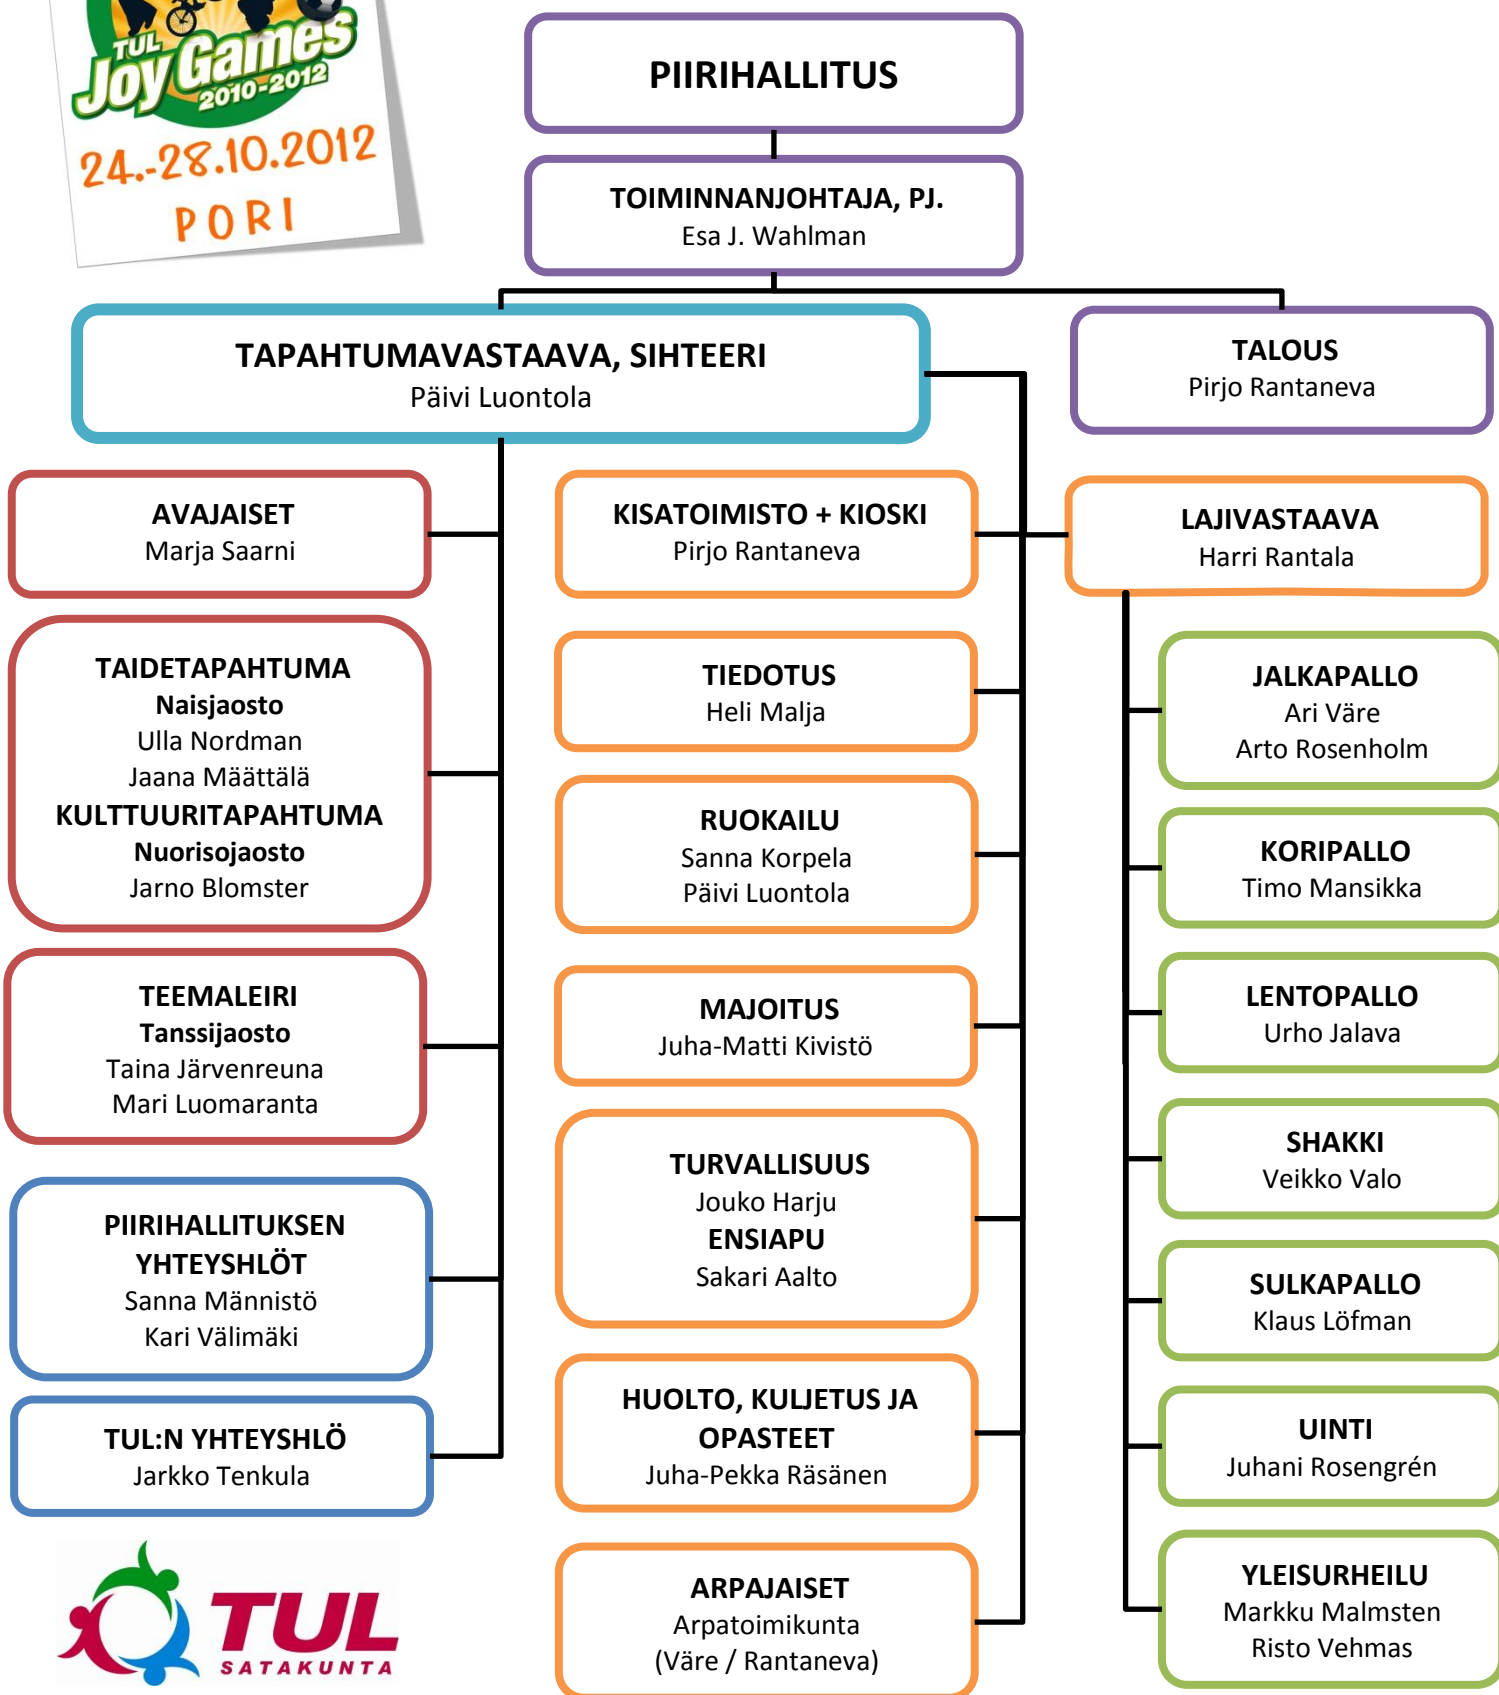 TUL
Joy Games
2010-2012
24.-28.10.2012
PORI
PIIRIHALLITUS
TOIMINNANJOHTAJA, PJ.
Esa J. Wahlman
TAPAHTUMAVASTAAVA, SIHTEERI
Päivi Luontola
TALOUS
Pirjo Rantaneva
AVAJAISET
Marja Saarni
TAIDETAPAHTUMA
Naisjaosto
Ulla Nordman
Jaana Määttälä
KULTTUURITAPAHTUMA
Nuorisojaosto
Jarno Blomster
TEEMALEIRI
Tanssijaosto
Taina Järvenreuna
Mari Luomaranta
PIIRIHALLITUKSEN
YHTEYSHLÖT
Sanna Männistö
Kari Välimäki
TUL:N YHTEYSHLÖ
Jarkko Tenkula
KISATOIMISTO + KIOSKI
Pirjo Rantaneva
TIEDOTUS
Heli Malja
RUOKAILU
Sanna Korpela
Päivi Luontola
MAJOITUS
Juha-Matti Kivistö
TURVALLISUUS
Jouko Harju
ENSIAPU
Sakari Aalto
HUOLTO, KULJETUS JA
OPASTEET
Juha-Pekka Räsänen
ARPAJAISET
Arpatoimikunta
(Väre / Rantaneva)
LAJIVASTAAVA
Harri Rantala
JALKAPALLO
Ari Väre
Arto Rosenholm
KORIPALLO
Timo Mansikka
LENTOPALLO
Urho Jalava
SHAKKI
Veikko Valo
SULKAPALLO
Klaus Löfman
UINTI
Juhani Rosengrén
YLEISURHEILU
Markku Malmsten
Risto Vehmas
TUL
SATAKUNTA